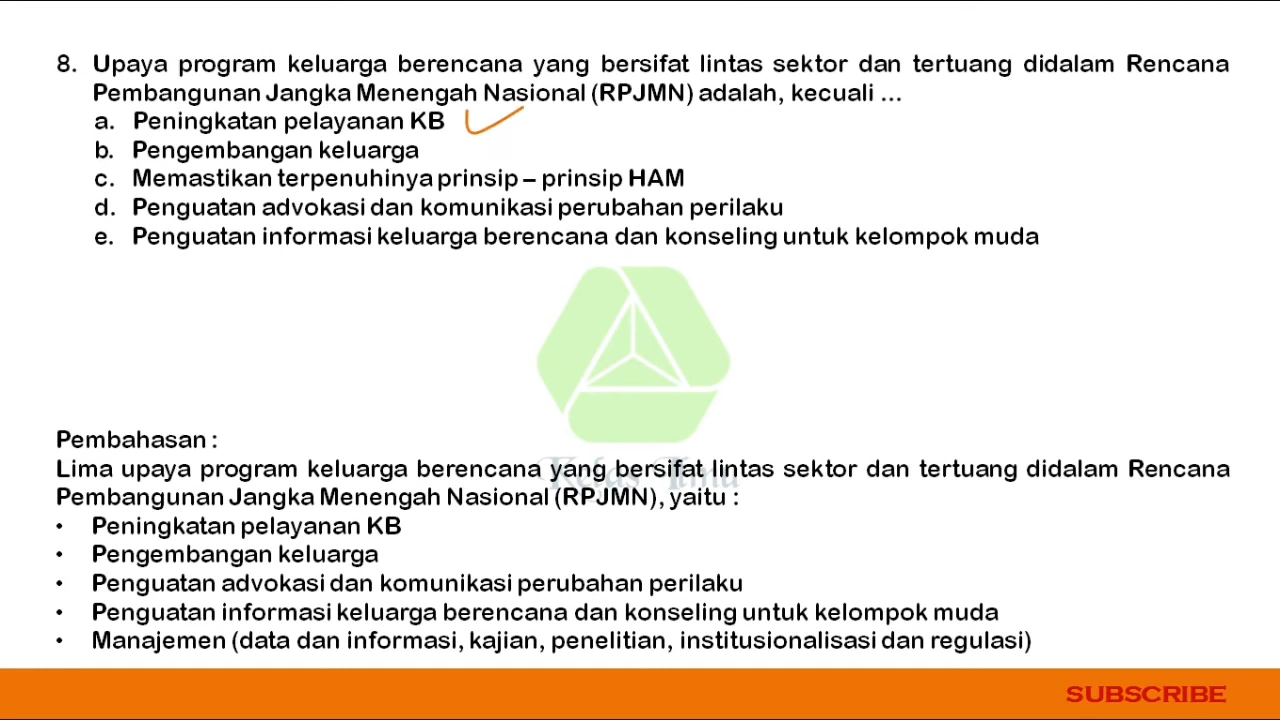 8. Upaya program keluarga berencana yang bersifat lintas sektor dan tertuang didalam Rencana
Pembangunan Jangka Menengah Nasional (RPJMN) adalah, kecuali ...
a. Peningkatan pelayanan KB
b. Pengembangan keluarga
c. Memastikan terpenuhinya prinsip – prinsip HAM
d. Penguatan advokasi dan komunikasi perubahan perilaku
e. Penguatan informasi keluarga berencana dan konseling untuk kelompok muda
Pembahasan :
Lima upaya program keluarga berencana yang bersifat lintas sektor dan tertuang didalam Rencana
Kelas Ilmu
Pembangunan Jangka Menengah Nasional (RPJMN), yaitu :
• Peningkatan pelayanan KB
• Pengembangan keluarga
• Penguatan advokasi dan komunikasi perubahan perilaku
• Penguatan informasi keluarga berencana dan konseling untuk kelompok muda
• Manajemen (data dan informasi, kajian, penelitian, institusionalisasi dan regulasi)
SUBSCRIBE